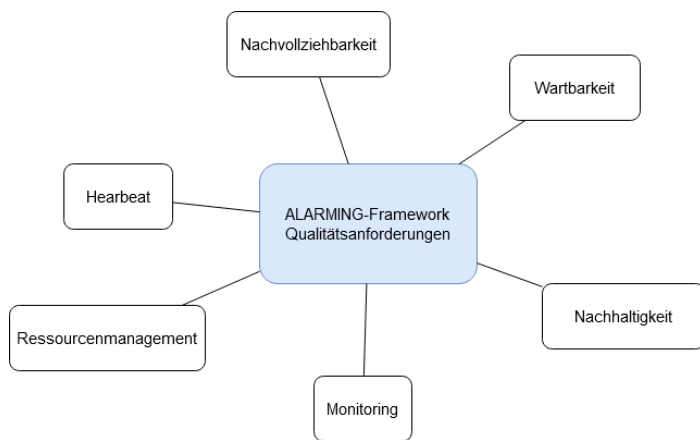 Nachvollziehbarkeit
Wartbarkeit
Hearbeat
ALARMING-Framework
Qualitätsanforderungen
Nachhaltigkeit
Ressourcenmanagement
Monitoring